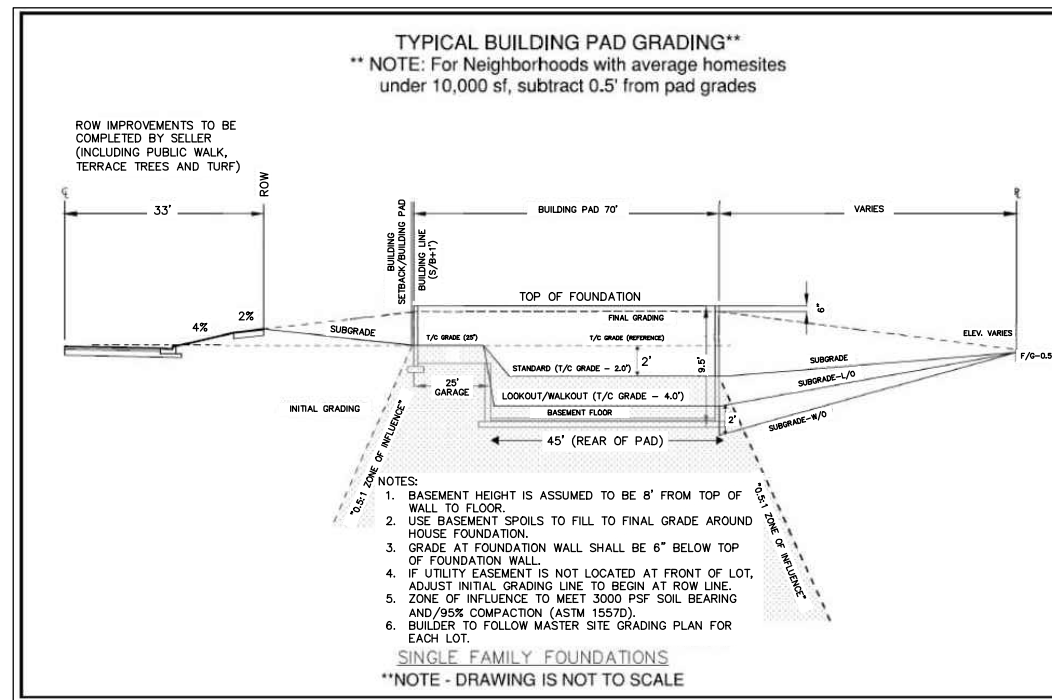 TYPICAL BUILDING PAD GRADING**
** NOTE: For Neighborhoods with average homesites
under 10,000 sf, subtract 0.5' from pad grades
ROW IMPROVEMENTS TO BE
COMPLETED BY SELLER
(INCLUDING PUBLIC WALK,
TERRACE TREES AND TURF)
ROW
33'
BUILDING PAD 70'
VARIES
BUILDING
SETBACK/BUILDING PAD
BUILDING LINE
(S/B+1')
TOP OF FOUNDATION
6"
FINAL GRADING
4%
2%
SUBGRADE
T/C GRADE (25')
T/C GRADE (REFERENCE)
ELEV. VARIES
2'
9.5'
SUBGRADE
F/G-0.5
STANDARD (T/C GRADE - 2.0')
SUBGRADE-L/O
25'
GARAGE
LOOKOUT/WALKOUT (T/C GRADE - 4.0')
INITIAL GRADING
BASEMENT FLOOR
2'
SUBGRADE-W/O
45' (REAR OF PAD)
"0.5:1 ZONE OF INFLUENCE"
"0.5:1 ZONE OF INFLUENCE"
NOTES:
1. BASEMENT HEIGHT IS ASSUMED TO BE 8' FROM TOP OF
WALL TO FLOOR.
2. USE BASEMENT SPOILS TO FILL TO FINAL GRADE AROUND
HOUSE FOUNDATION.
3. GRADE AT FOUNDATION WALL SHALL BE 6" BELOW TOP
OF FOUNDATION WALL.
4. IF UTILITY EASEMENT IS NOT LOCATED AT FRONT OF LOT,
ADJUST INITIAL GRADING LINE TO BEGIN AT ROW LINE.
5. ZONE OF INFLUENCE TO MEET 3000 PSF SOIL BEARING
AND/95% COMPACTION (ASTM 1557D).
6. BUILDER TO FOLLOW MASTER SITE GRADING PLAN FOR
EACH LOT.
SINGLE FAMILY FOUNDATIONS
**NOTE - DRAWING IS NOT TO SCALE